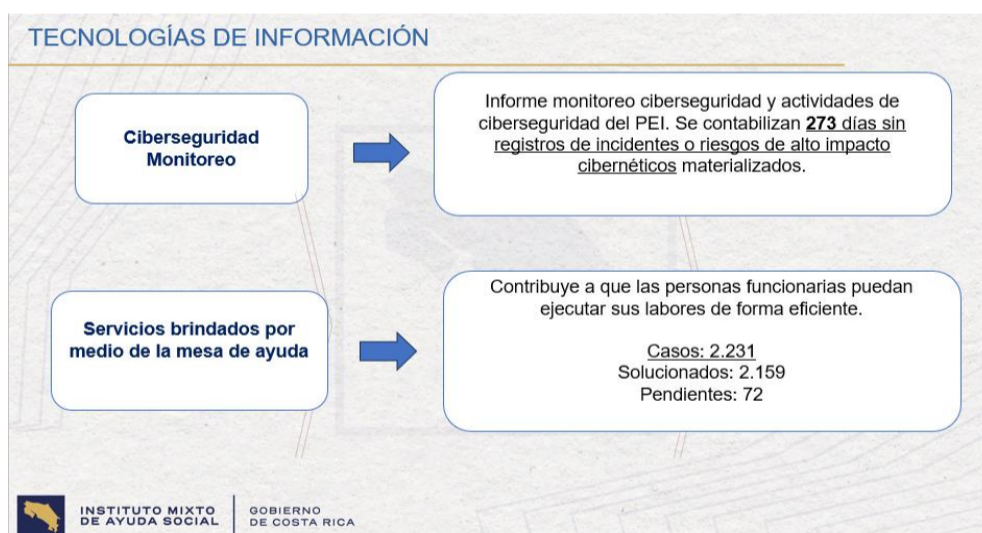 TECNOLOGÍAS DE INFORMACIÓN
Ciberseguridad
Monitoreo
Informe monitoreo ciberseguridad y actividades de
ciberseguridad del PEI. Se contabilizan 273 días sin
registros de incidentes o riesgos de alto impacto
cibernéticos materializados.
Servicios brindados por
medio de la mesa de ayuda
Contribuye a que las personas funcionarias puedan
ejecutar sus labores de forma eficiente.
Casos: 2.231
Solucionados: 2.159
Pendientes: 72
INSTITUTO MIXTO
DE AYUDA SOCIAL
GOBIERNO
DE COSTA RICA